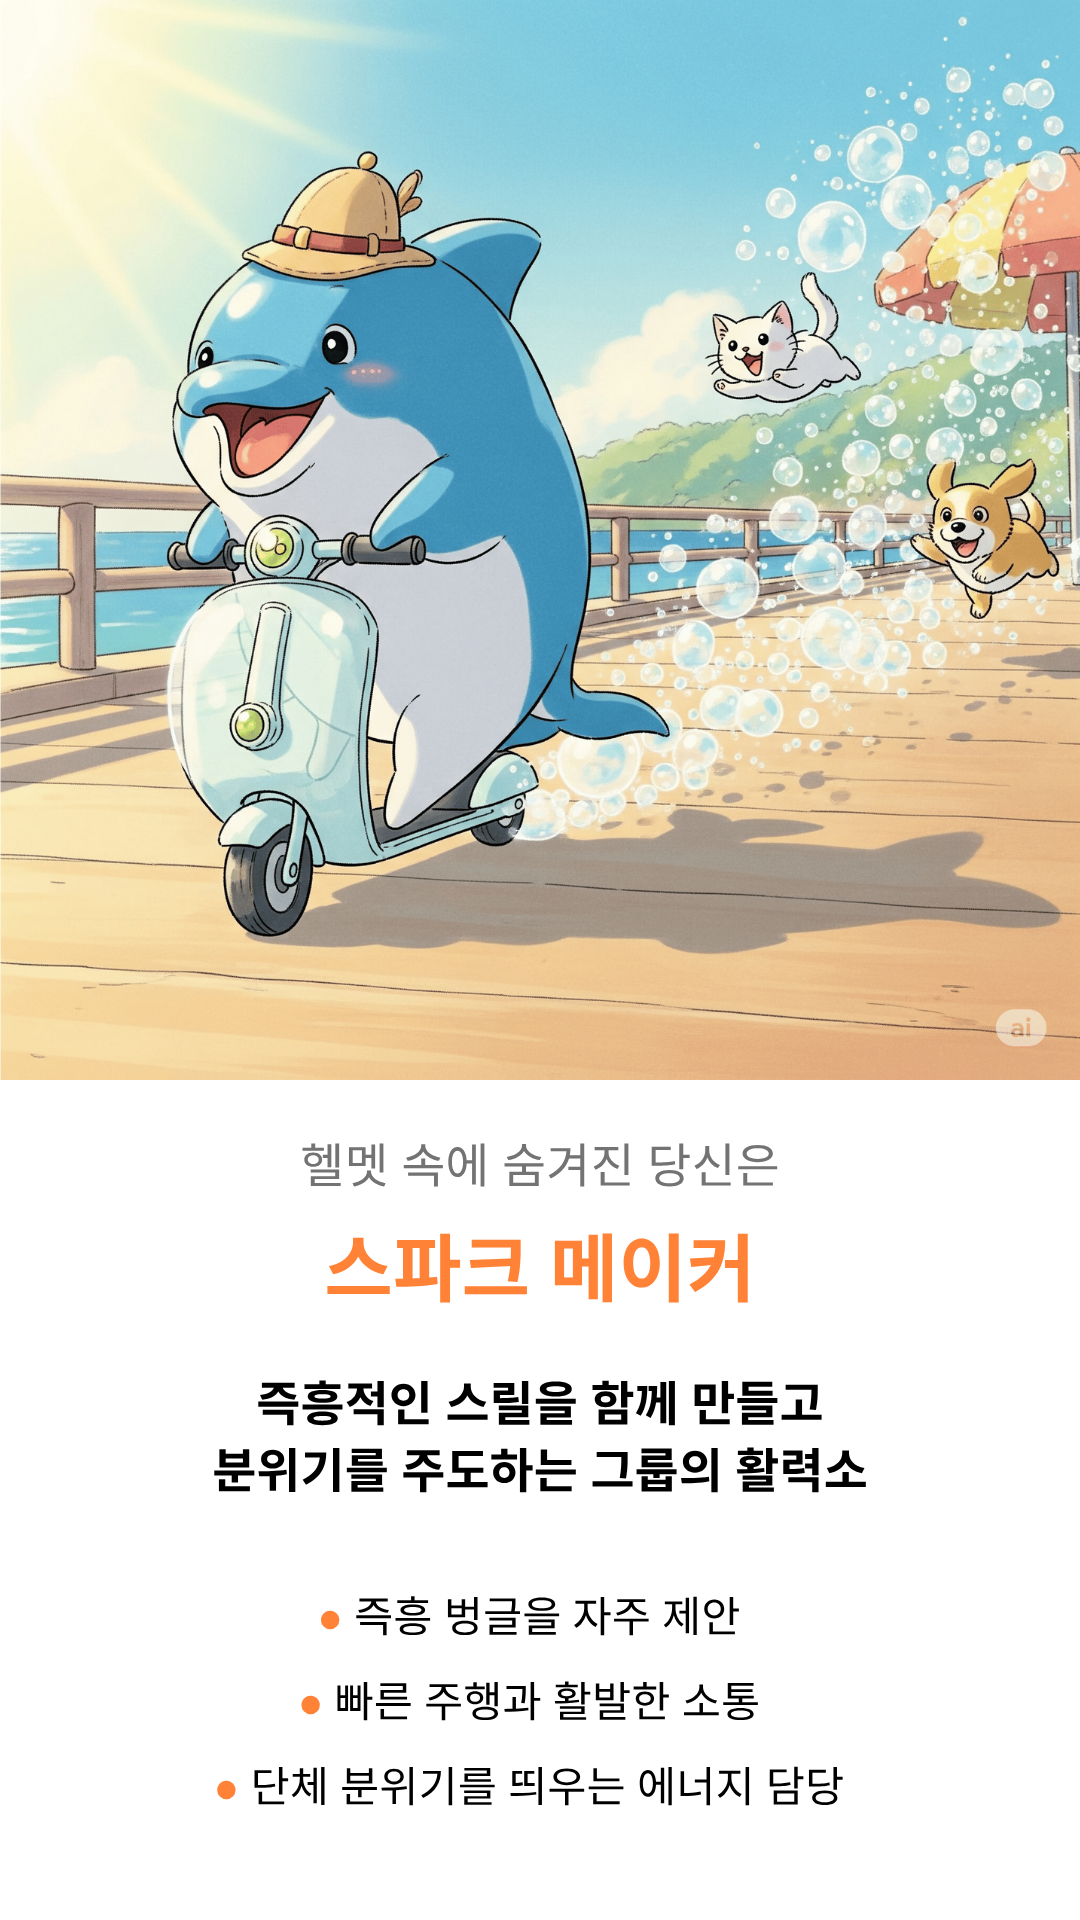 ai
헬멧 속에 숨겨진 당신은
스파크 메이커
즉흥적인 스릴을 함께 만들고
분위기를 주도하는 그룹의 활력소
● 즉흥 벙글을 자주 제안
● 빠른 주행과 활발한 소통
● 단체 분위기를 띄우는 에너지 담당